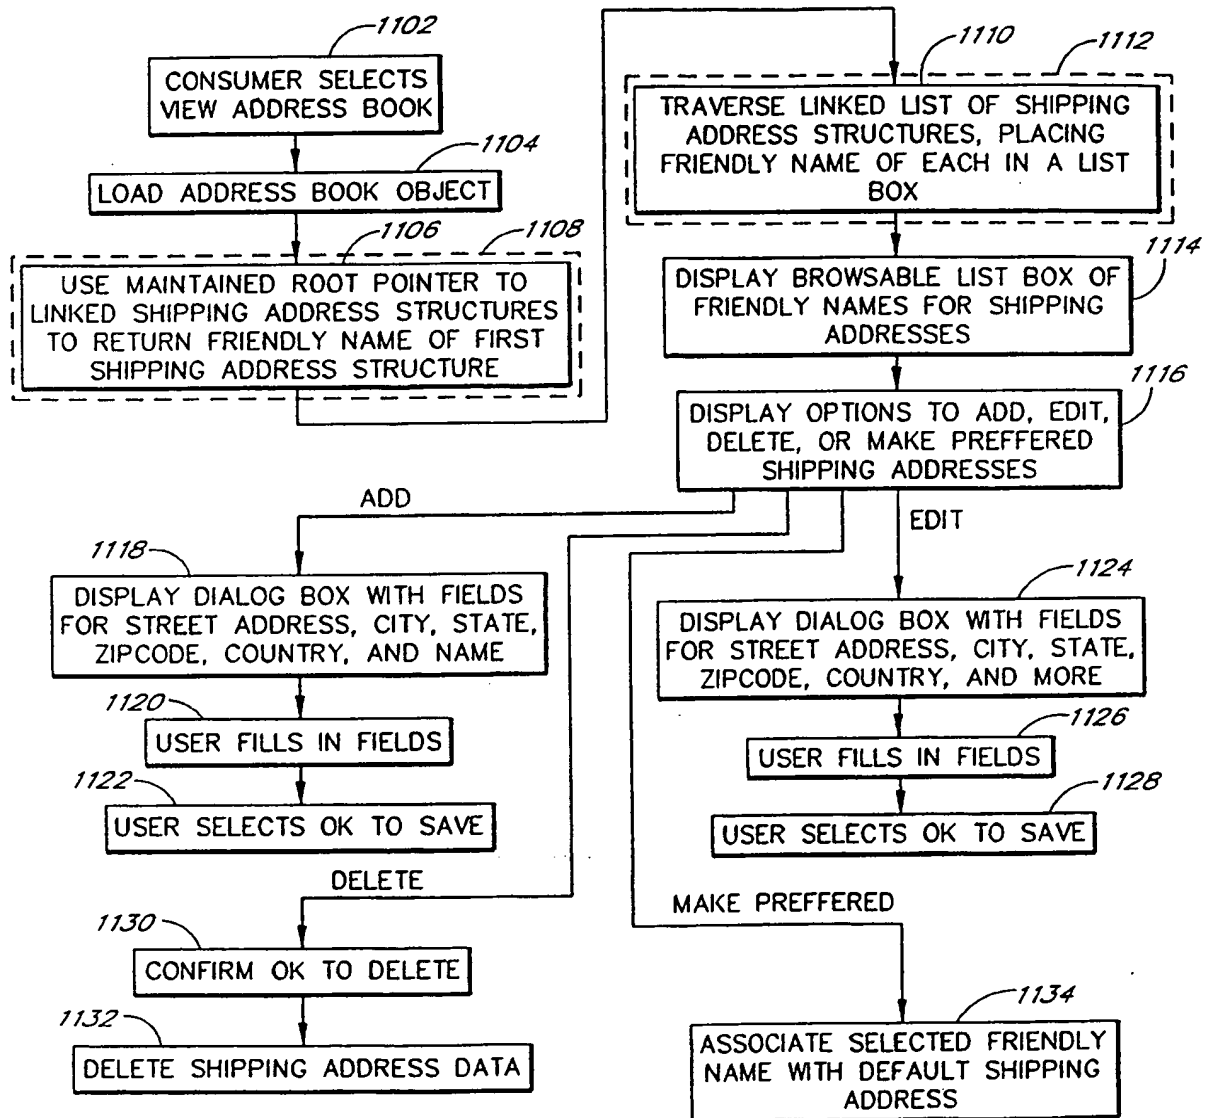 1102
CONSUMER SELECTS
VIEW ADDRESS BOOK
1104
LOAD ADDRESS BOOK OBJECT
1106
1108
USE MAINTAINED ROOT POINTER TO
LINKED SHIPPING ADDRESS STRUCTURES
TO RETURN FRIENDLY NAME OF FIRST
SHIPPING ADDRESS STRUCTURE
1110
1112
TRAVERSE LINKED LIST OF SHIPPING
ADDRESS STRUCTURES, PLACING
FRIENDLY NAME OF EACH IN A LIST
BOX
1114
DISPLAY BROWSABLE LIST BOX OF
FRIENDLY NAMES FOR SHIPPING
ADDRESSES
1116
DISPLAY OPTIONS TO ADD, EDIT,
DELETE, OR MAKE PREFFERED
SHIPPING ADDRESSES
ADD
1118
DISPLAY DIALOG BOX WITH FIELDS
FOR STREET ADDRESS, CITY, STATE,
ZIPCODE, COUNTRY, AND NAME
1120
USER FILLS IN FIELDS
1122
USER SELECTS OK TO SAVE
EDIT
1124
DISPLAY DIALOG BOX WITH FIELDS
FOR STREET ADDRESS, CITY, STATE,
ZIPCODE, COUNTRY, AND MORE
1126
USER FILLS IN FIELDS
1128
USER SELECTS OK TO SAVE
DELETE
1130
CONFIRM OK TO DELETE
1132
DELETE SHIPPING ADDRESS DATA
MAKE PREFFERED
1134
ASSOCIATE SELECTED FRIENDLY
NAME WITH DEFAULT SHIPPING
ADDRESS